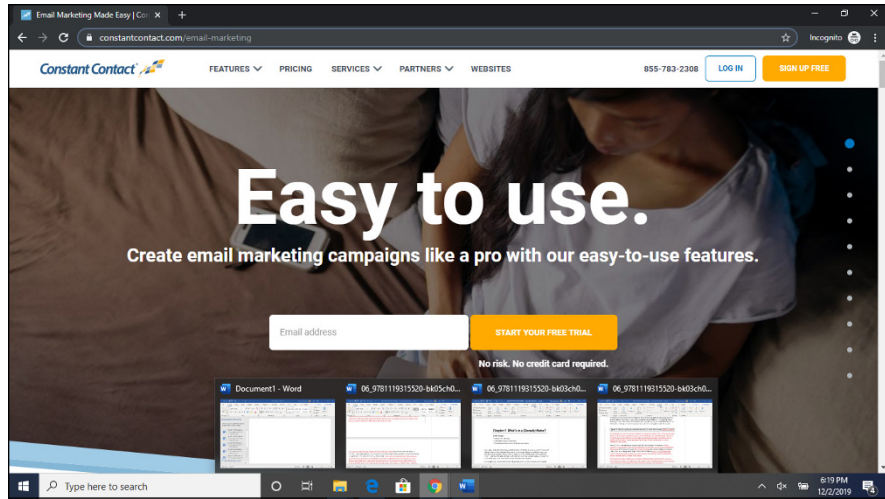 Email Marketing Made Easy | Con
constantcontact.com/email-marketing
Incognito
Constant Contact
FEATURES PRICING SERVICES PARTNERS WEBSITES
855-783-2308 LOG IN SIGN UP FREE
Easy to use.
Create email marketing campaigns like a pro with our easy-to-use features.
Email address START YOUR FREE TRIAL
No risk. No credit card required.
Document1 - Word 06_9781119315520-bk05ch0... 06_9781119315520-bk03ch0... 06_9781119315520-bk03ch0...
Type here to search
6:19 PM
12/2/2019